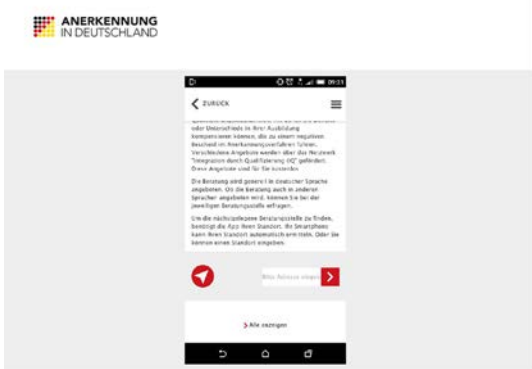 ANERKENNUNG
IN DEUTSCHLAND
09:31
ZURÜCK
oder Unterschiede in Ihrer Ausbildung
kompensieren können, die zu einem negativen
Bescheid im Anerkennungsverfahren führen.
Verschiedene Angebote werden über das Netzwerk
"Integration durch Qualifizierung (IQ)" gefördert.
Diese Angebote sind für Sie kostenlos.
Die Beratung wird generell in deutscher Sprache
angeboten. Ob die Beratung auch in anderen
Sprachen angeboten wird, können Sie bei der
jeweiligen Beratungsstelle erfragen.
Um die nächstgelegene Beratungsstelle zu finden,
benötigt die App Ihren Standort. Ihr Smartphone
kann Ihren Standort automatisch ermitteln. Oder Sie
können einen Standort eingeben.
Bitte Adresse
Alle anzeigen